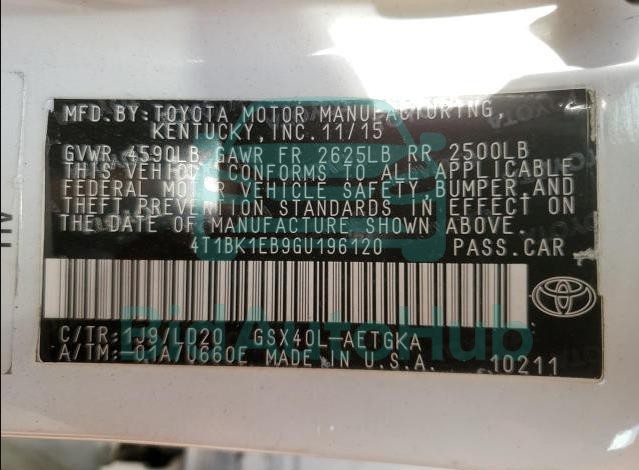 MFD.BY:TOYOTA MOTOR MANUFACTURING,
KENTUCKY, INC.11/15
GVWR 4590LB GAWR FR 2625LB RR 2500LB
THIS VEHICLE CONFORMS TO ALL APPLICABLE
FEDERAL MOTOR VEHICLE SAFETY, BUMPER AND
THEFT PREVENTION STANDARDS IN EFFECT ON
THE DATE OF MANUFACTURE SHOWN ABOVE.
4T1BK1EB9GU196120 PASS.CAR
BidAutoHub
C/TR: J9/LD20 GSX40L-AETGKA
A/TM:-01A/U660E MADE IN U.S.A. 10211